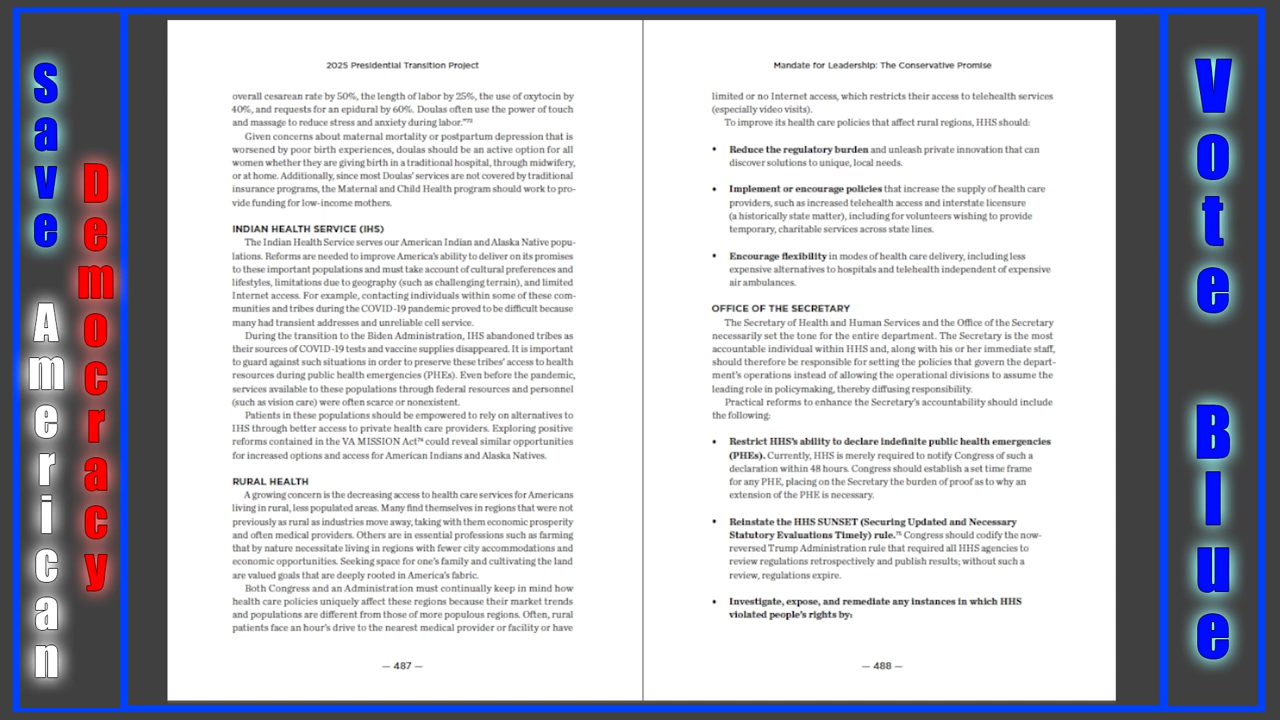 Save
American
Democracy
2025 Presidential Transition Project
overall cesarean rate by 50%, the length of labor by 25%, the use of oxytocin by
40%, and requests for an epidural by 60%. Doulas often use the power of touch
and massage to reduce stress and anxiety during labor."⁷³
Given concerns about maternal mortality or postpartum depression that is
worsened by poor birth experiences, doulas should be an active option for all
women whether they are giving birth in a traditional hospital, through midwifery,
or at home. Additionally, since most Doulas' services are not covered by traditional
insurance programs, the Maternal and Child Health program should work to pro-
vide funding for low-income mothers.
INDIAN HEALTH SERVICE (IHS)
The Indian Health Service serves our American Indian and Alaska Native popu-
lations. Reforms are needed to improve America's ability to deliver on its promises
to these important populations and must take account of cultural preferences and
lifestyles, limitations due to geography (such as challenging terrain), and limited
Internet access. For example, contacting individuals within some of these com-
munities and tribes during the COVID-19 pandemic proved to be difficult because
many had transient addresses and unreliable cell service.
During the transition to the Biden Administration, IHS abandoned tribes as
their sources of COVID-19 tests and vaccine supplies disappeared. It is important
to guard against such situations in order to preserve these tribes' access to health
resources during public health emergencies (PHEs). Even before the pandemic,
services available to these populations through federal resources and personnel
(such as vision care) were often scarce or nonexistent.
Patients in these populations should be empowered to rely on alternatives to
IHS through better access to private health care providers. Exploring positive
reforms contained in the VA MISSION Act⁷⁴ could reveal similar opportunities
for increased options and access for American Indians and Alaska Natives.
RURAL HEALTH
A growing concern is the decreasing access to health care services for Americans
living in rural, less populated areas. Many find themselves in regions that were not
previously as rural as industries move away, taking with them economic prosperity
and often medical providers. Others are in essential professions such as farming
that by nature necessitate living in regions with fewer city accommodations and
economic opportunities. Seeking space for one's family and cultivating the land
are valued goals that are deeply rooted in America's fabric.
Both Congress and an Administration must continually keep in mind how
health care policies uniquely affect these regions because their market trends
and populations are different from those of more populous regions. Often, rural
patients face an hour's drive to the nearest medical provider or facility or have
— 487 —
Mandate for Leadership: The Conservative Promise
limited or no Internet access, which restricts their access to telehealth services
(especially video visits).
To improve its health care policies that affect rural regions, HHS should:
• Reduce the regulatory burden and unleash private innovation that can
discover solutions to unique, local needs.
• Implement or encourage policies that increase the supply of health care
providers, such as increased telehealth access and interstate licensure
(a historically state matter), including for volunteers wishing to provide
temporary, charitable services across state lines.
• Encourage flexibility in modes of health care delivery, including less
expensive alternatives to hospitals and telehealth independent of expensive
air ambulances.
OFFICE OF THE SECRETARY
The Secretary of Health and Human Services and the Office of the Secretary
necessarily set the tone for the entire department. The Secretary is the most
accountable individual within HHS and, along with his or her immediate staff,
should therefore be responsible for setting the policies that govern the depart-
ment's operations instead of allowing the operational divisions to assume the
leading role in policymaking, thereby diffusing responsibility.
Practical reforms to enhance the Secretary's accountability should include
the following:
• Restrict HHS's ability to declare indefinite public health emergencies
(PHEs). Currently, HHS is merely required to notify Congress of such a
declaration within 48 hours. Congress should establish a set time frame
for any PHE, placing on the Secretary the burden of proof as to why an
extension of the PHE is necessary.
• Reinstate the HHS SUNSET (Securing Updated and Necessary
Statutory Evaluations Timely) rule.⁷⁵ Congress should codify the now-
reversed Trump Administration rule that required all HHS agencies to
review regulations retrospectively and publish results; without such a
review, regulations expire.
• Investigate, expose, and remediate any instances in which HHS
violated people's rights by:
— 488 —
Vote
Blue